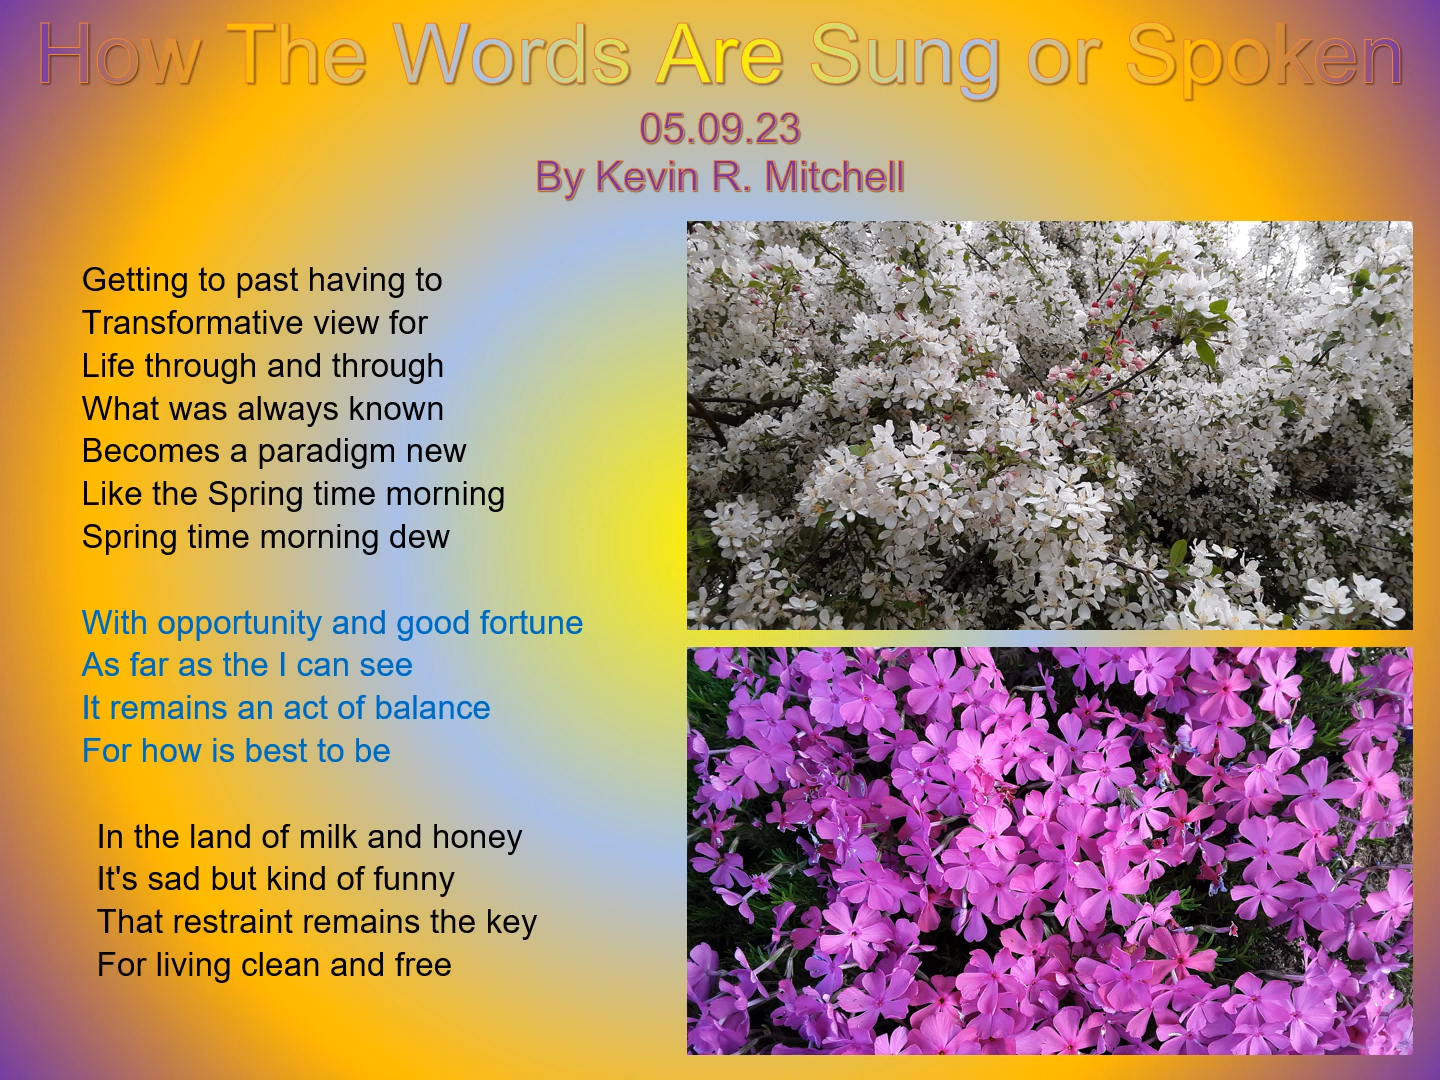 How The Words Are Sung or Spoken
05.09.23
By Kevin R. Mitchell
Getting to past having to
Transformative view for
Life through and through
What was always known
Becomes a paradigm new
Like the Spring time morning
Spring time morning dew
With opportunity and good fortune
As far as the I can see
It remains an act of balance
For how is best to be
In the land of milk and honey
It's sad but kind of funny
That restraint remains the key
For living clean and free